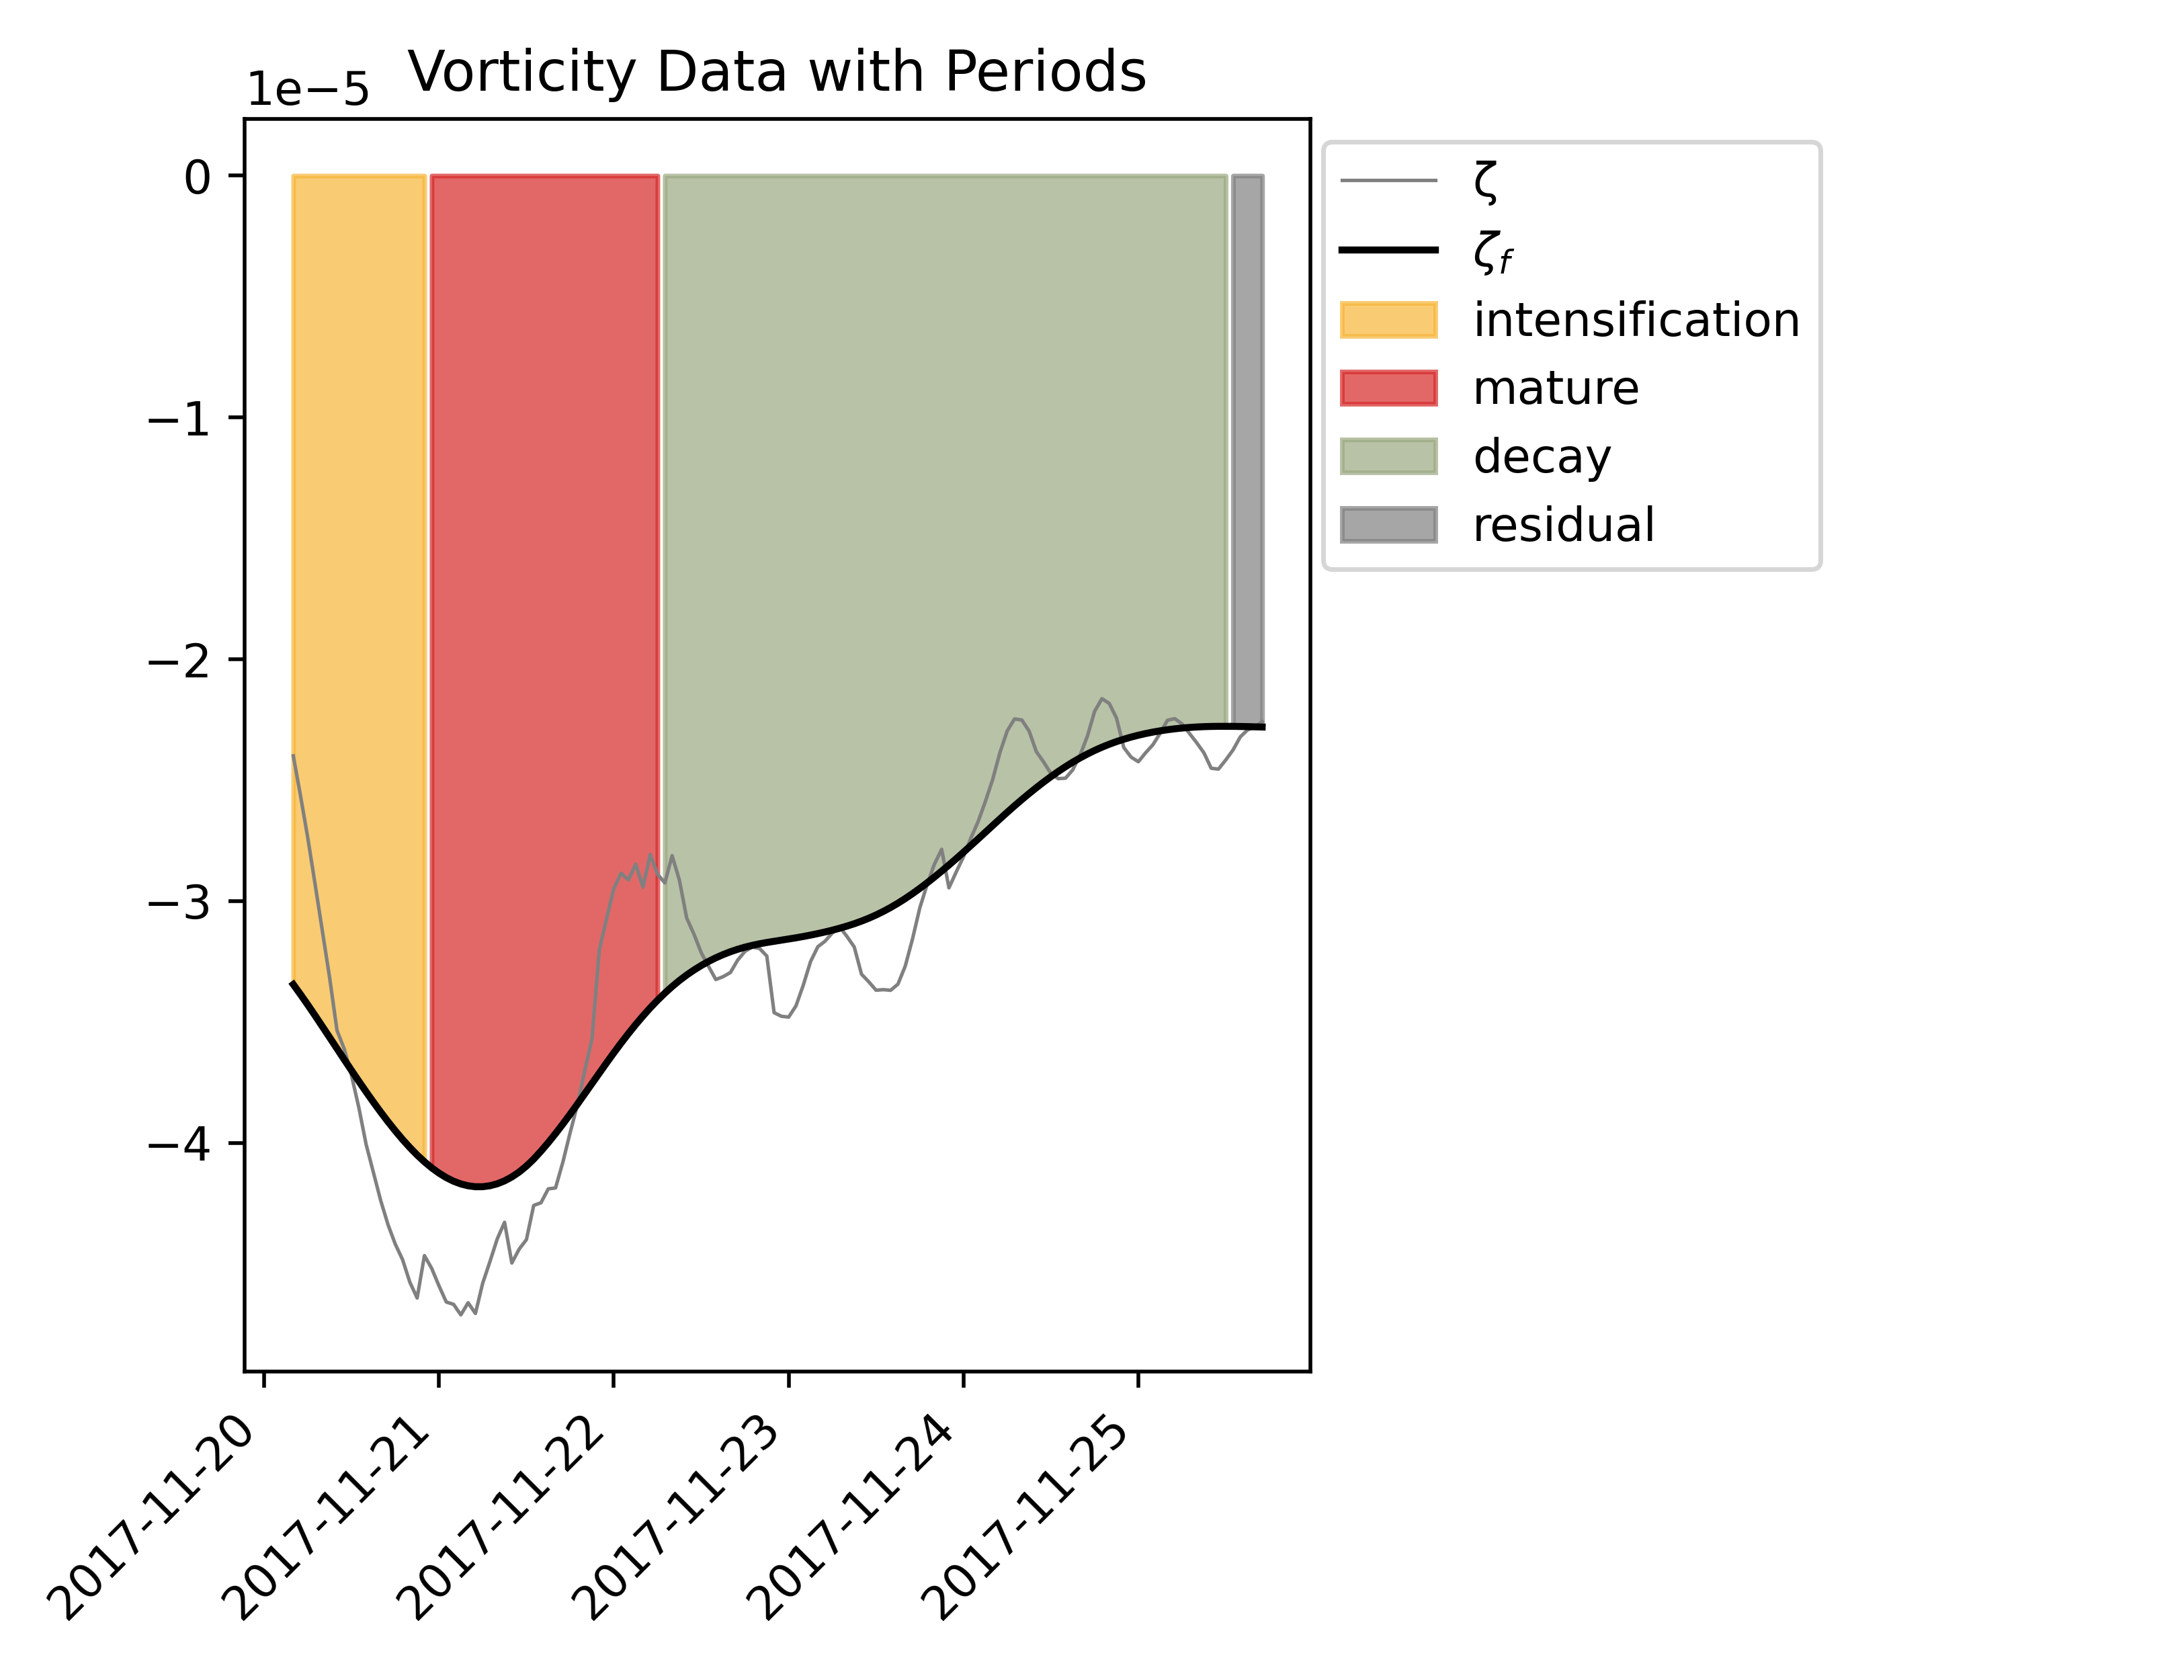 Vorticity Data with Periods
1e−5
0
−1
−2
−3
−4
2017-11-20
2017-11-21
2017-11-22
2017-11-23
2017-11-24
2017-11-25
ζ
ζf
intensification
mature
decay
residual